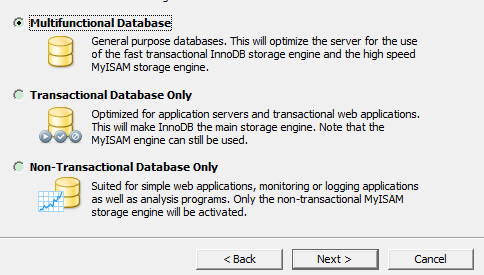 Multifunctional Database
General purpose databases. This will optimize the server for the use
of the fast transactional InnoDB storage engine and the high speed
MyISAM storage engine.
Transactional Database Only
Optimized for application servers and transactional web applications.
This will make InnoDB the main storage engine. Note that the
MyISAM engine can still be used.
Non-Transactional Database Only
Suited for simple web applications, monitoring or logging applications
as well as analysis programs. Only the non-transactional MyISAM
storage engine will be activated.
< Back Next > Cancel